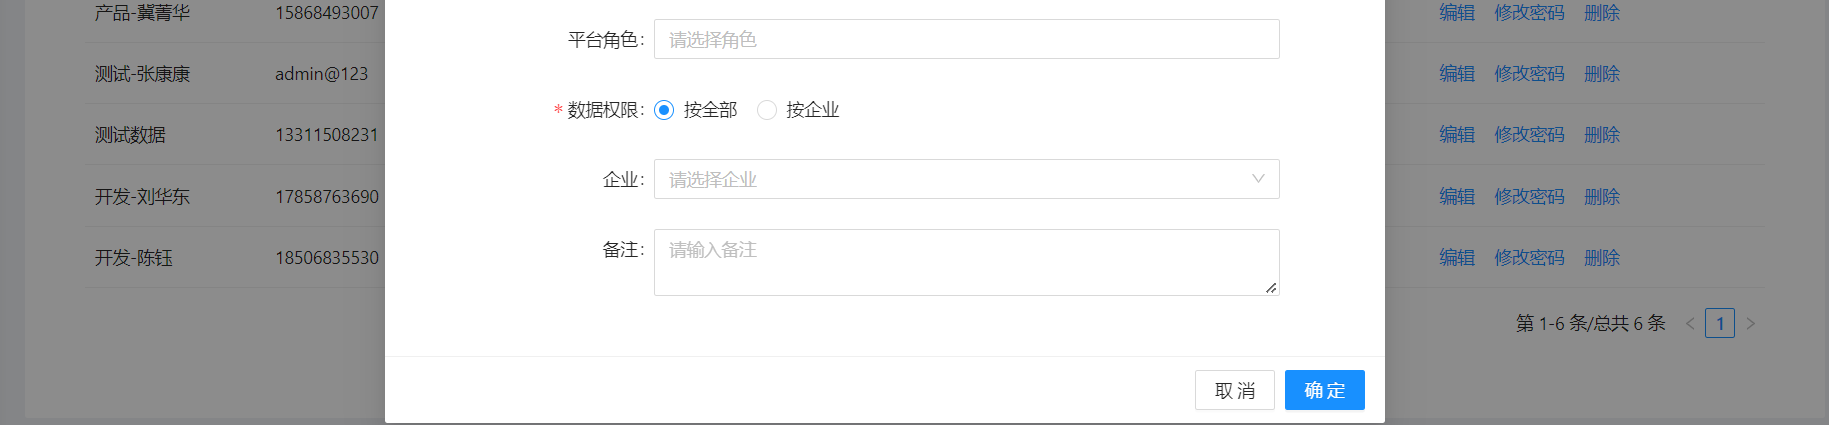 产品-冀菁华 15868493007 编辑 修改密码 删除
平台角色: 请选择角色
测试-张康康 admin@123 编辑 修改密码 删除
* 数据权限: 按全部 按企业
测试数据 13311508231 编辑 修改密码 删除
企业: 请选择企业
开发-刘华东 17858763690 编辑 修改密码 删除
备注: 请输入备注
开发-陈钰 18506835530 编辑 修改密码 删除
第 1-6 条/总共 6 条 < 1 >
取 消 确 定